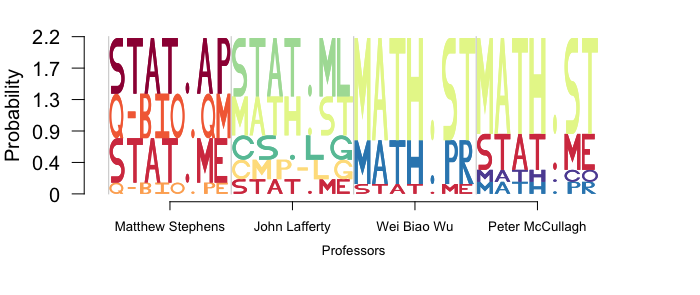 2.2
1.7
1.3
0.9
0.4
0
Probability
STAT.AP
Q-BIO.QM
STAT.ME
Q-BIO.PE
STAT.ML
MATH.ST
CS.LG
CMP-LG
STAT.ME
MATH.ST
MATH.PR
STAT.ME
MATH.ST
STAT.ME
MATH.CO
MATH.PR
Matthew Stephens John Lafferty Wei Biao Wu Peter McCullagh
Professors